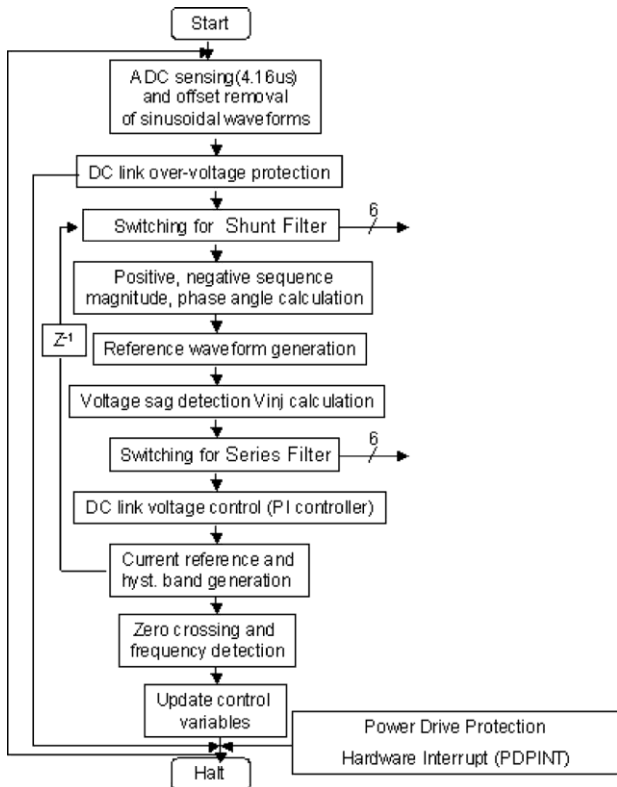 Start
ADC sensing(4.16us)
and offset removal
of sinusoidal waveforms
DC link over-voltage protection
Switching for Shunt Filter
6
Positive, negative sequence
magnitude, phase angle calculation
Z-1
Reference waveform generation
Voltage sag detection Vinj calculation
Switching for Series Filter
6
DC link voltage control (PI controller)
Current reference and
hyst. band generation
Zero crossing and
frequency detection
Update control
variables
Power Drive Protection
Hardware Interrupt (PDPINT)
Halt